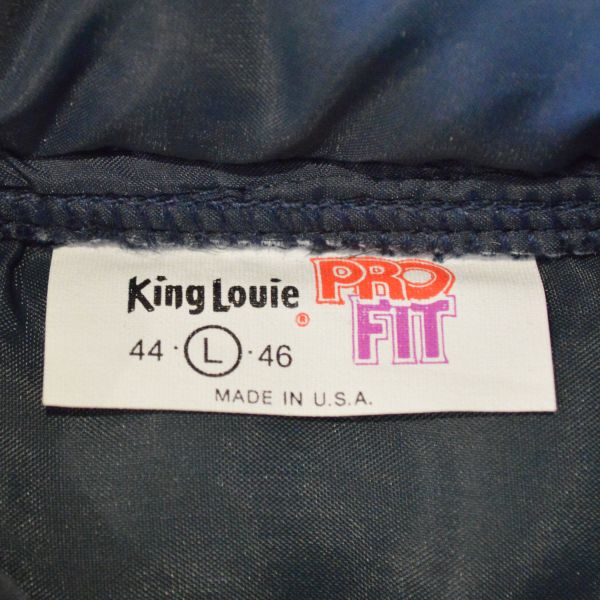 King Louie ® PRO FIT
44 · L · 46
MADE IN U.S.A.